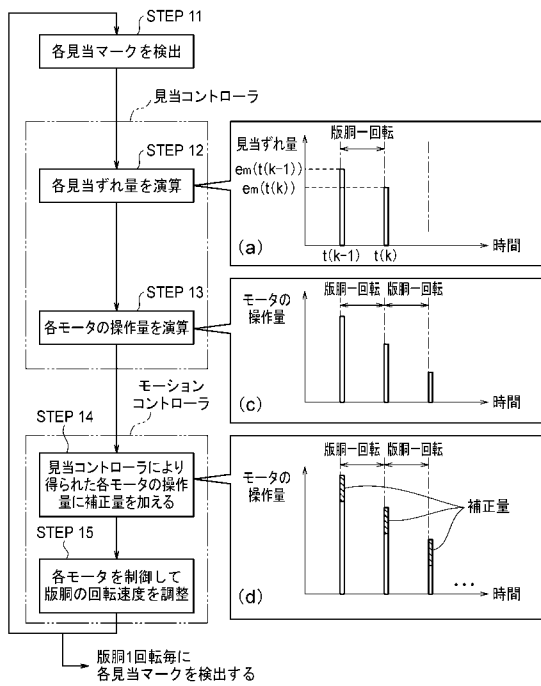 STEP 11
各見当マークを検出
見当コントローラ
STEP 12
各見当ずれ量を演算
STEP 13
各モータの操作量を演算
モーション
コントローラ
STEP 14
見当コントローラにより
得られた各モータの操作
量に補正量を加える
STEP 15
各モータを制御して
版胴の回転速度を調整
版胴1回転毎に
各見当マークを検出する
版胴一回転
見当ずれ量
em(t(k-1))
em(t(k))
(a)
t(k-1)
t(k)
時間
版胴一回転 版胴一回転
モータの
操作量
(c)
時間
版胴一回転 版胴一回転
モータの
操作量
補正量
(d)
...
時間